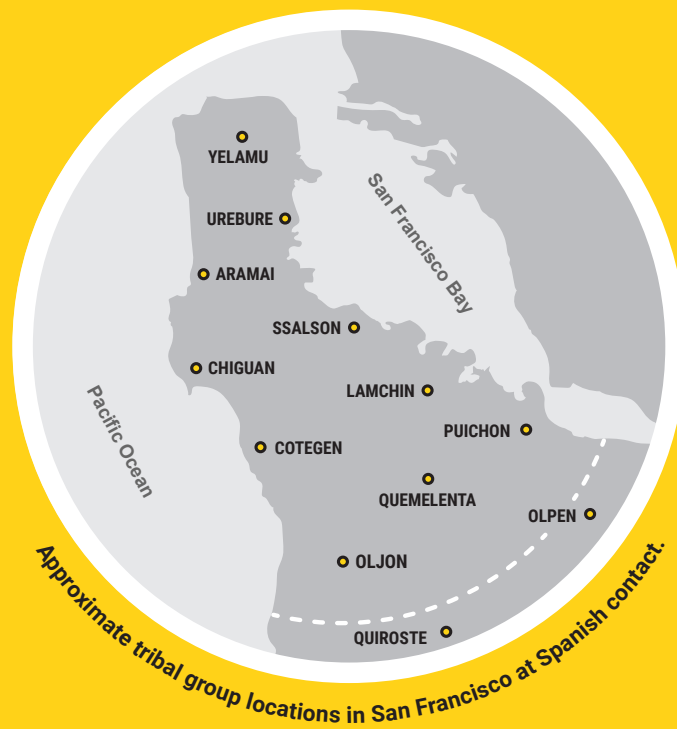 YELAMU
UREBURE
ARAMAI
SSALSON
CHIGUAN
LAMCHIN
PUICHON
COTEGEN
QUEMELENTA
OLPEN
OLJON
QUIROSTE
San Francisco Bay
Pacific Ocean
Approximate tribal group locations in San Francisco at Spanish contact.